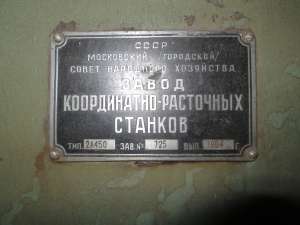 СССР
МОСКОВСКИЙ /ГОРОДСКОЙ/
СОВЕТ НАРОДНОГО ХОЗЯЙСТВА
ЗАВОД
КООРДИНАТНО-РАСТОЧНЫХ
СТАНКОВ
ТИП. 2А450 ЗАВ.№ 725 ВЫП. 1964 Г.